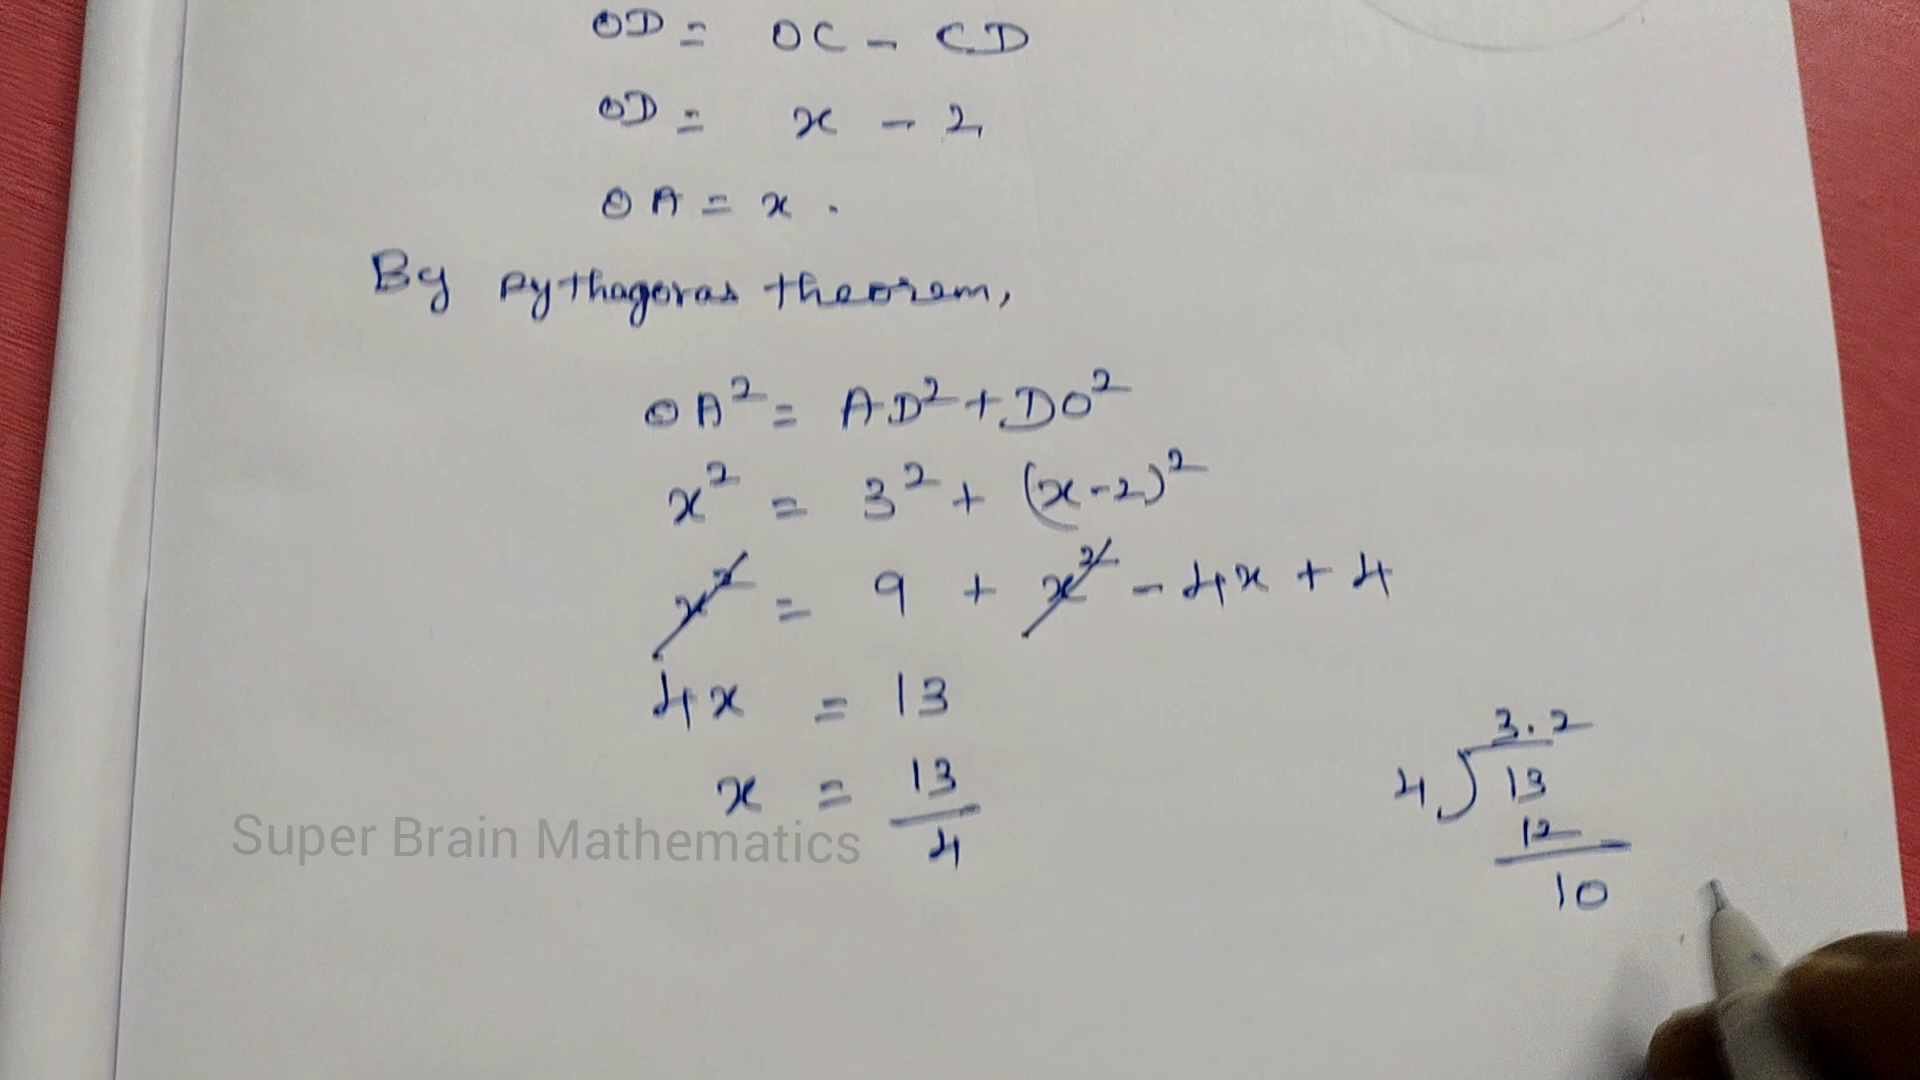 OD = OC - CD
OD = x - 2
OA = x .
By pythagoras theorem,
OA² = AD² + DO²
x² = 3² + (x-2)²
x² = 9 + x² - 4x + 4
4x = 13
x = 13/4
3.2
4 13
12
10
Super Brain Mathematics